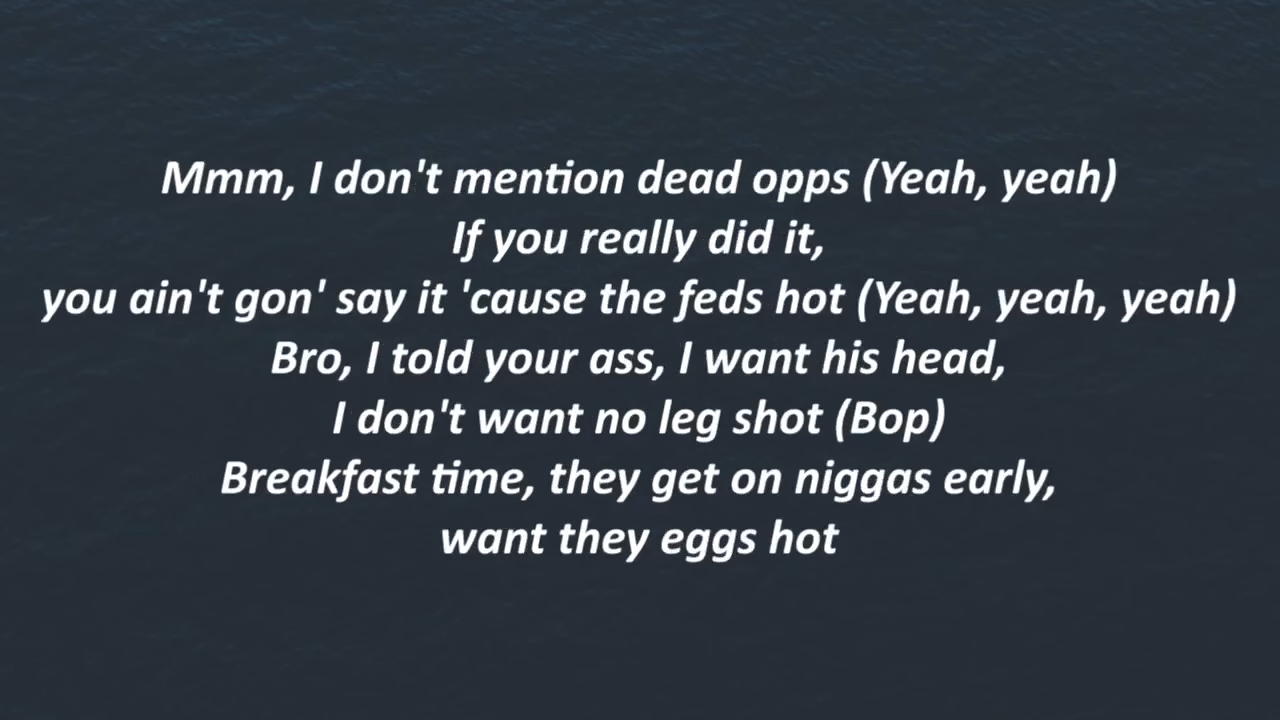 Mmm, I don't mention dead opps (Yeah, yeah)
If you really did it,
you ain't gon' say it 'cause the feds hot (Yeah, yeah, yeah)
Bro, I told your ass, I want his head,
I don't want no leg shot (Bop)
Breakfast time, they get on niggas early,
want they eggs hot